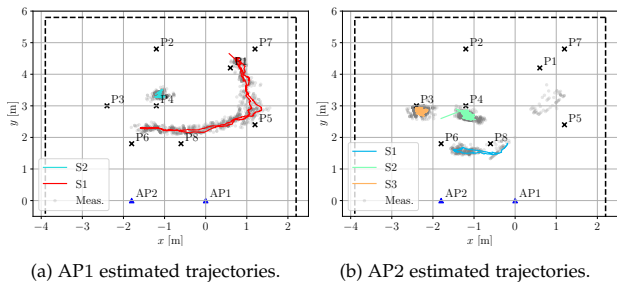 6
5
4
3
2
1
0
y [m]
P2
P7
P1
P3
P4
P5
P6
P8
S2
S1
Meas.
AP2
AP1
−4
−3
−2
−1
0
1
2
x [m]
(a) AP1 estimated trajectories.
6
5
4
3
2
1
0
y [m]
P2
P7
P1
P3
P4
P5
P6
P8
S1
S2
S3
Meas.
AP2
AP1
−4
−3
−2
−1
0
1
2
x [m]
(b) AP2 estimated trajectories.